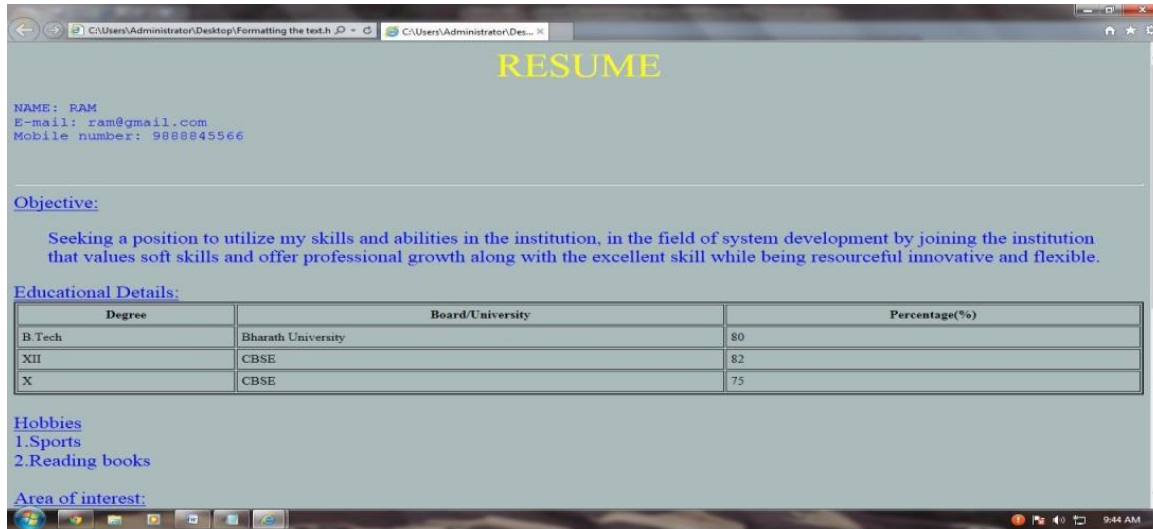 C:\Users\Administrator\Desktop\Formatting the text.h
C:\Users\Administrator\Des...
RESUME
NAME: RAM
E-mail: ram@gmail.com
Mobile number: 9888845566
Objective:
Seeking a position to utilize my skills and abilities in the institution, in the field of system development by joining the institution
that values soft skills and offer professional growth along with the excellent skill while being resourceful innovative and flexible.
Educational Details:
Degree Board/University Percentage(%)
B.Tech Bharath University 80
XII CBSE 82
X CBSE 75
Hobbies
1.Sports
2.Reading books
Area of interest:
9:44 AM